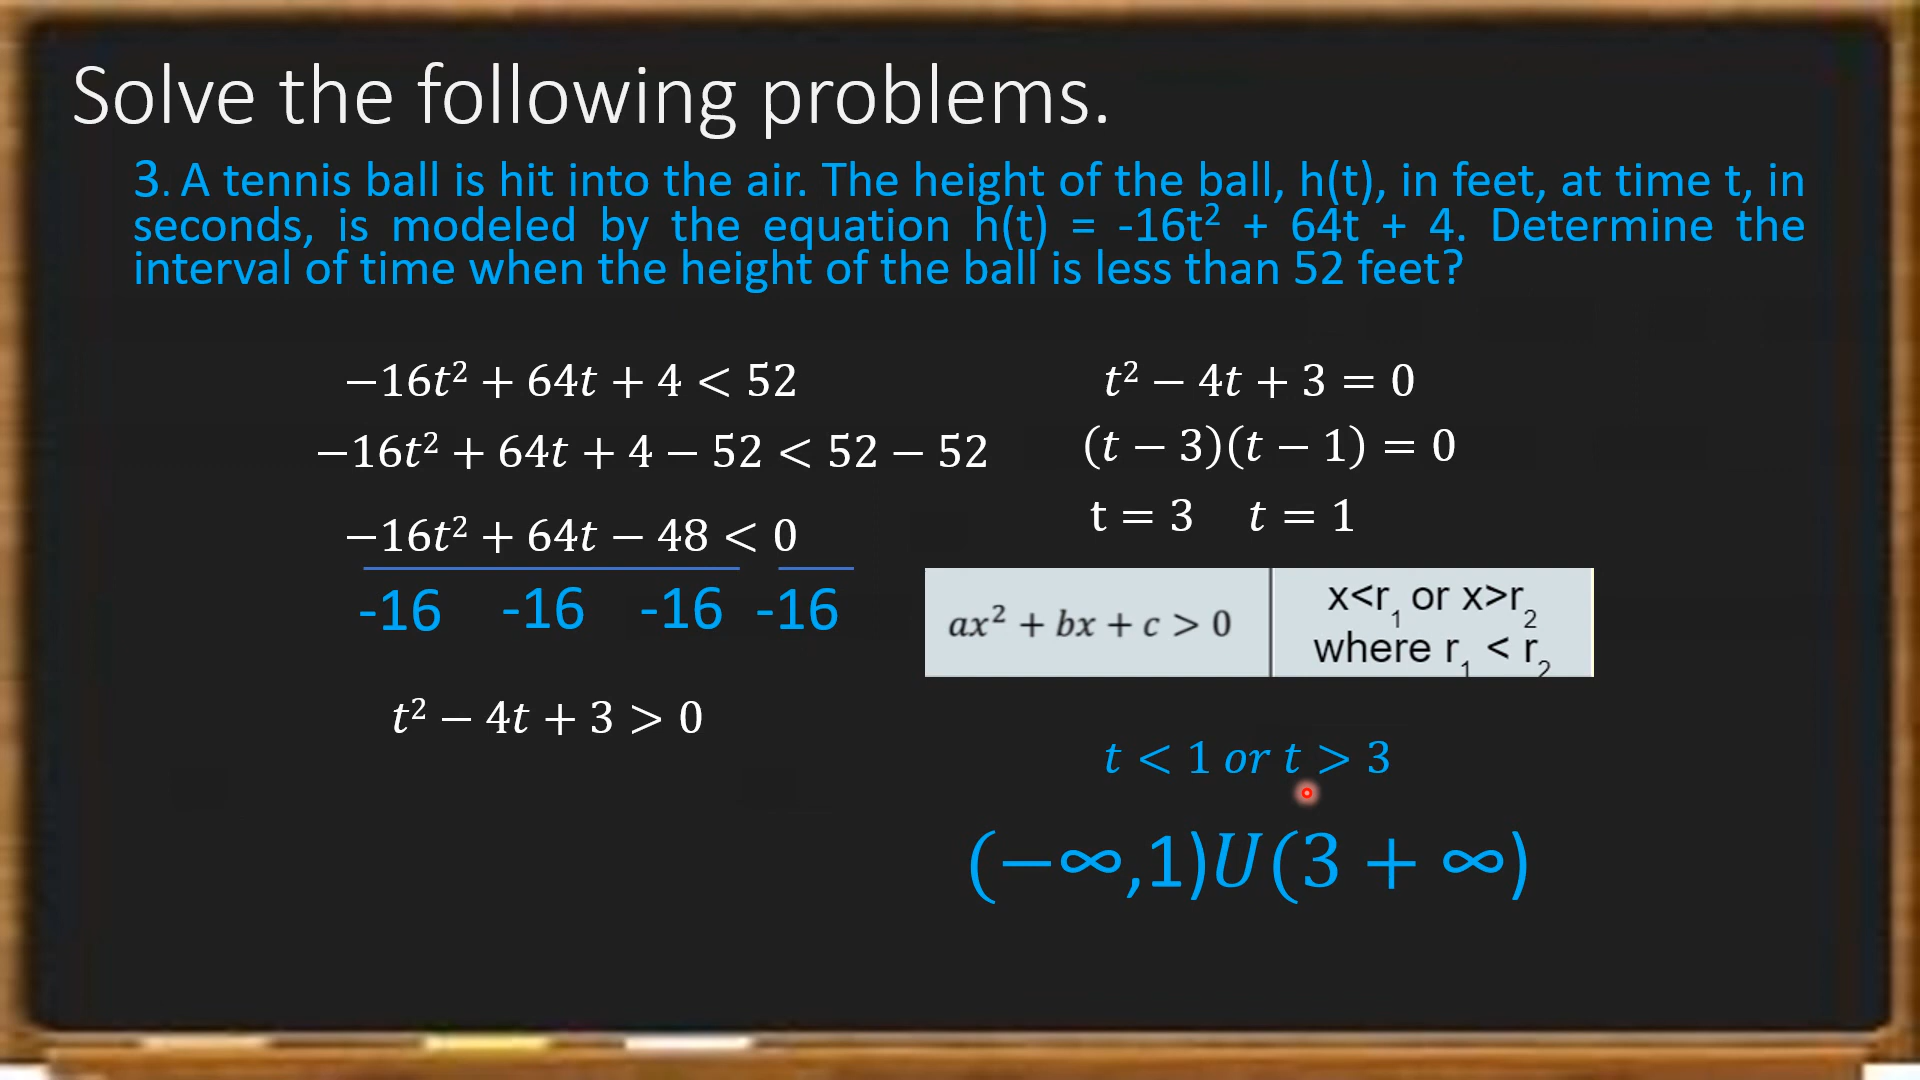 Solve the following problems.
3. A tennis ball is hit into the air. The height of the ball, h(t), in feet, at time t, in
seconds, is modeled by the equation h(t) = -16t² + 64t + 4. Determine the
interval of time when the height of the ball is less than 52 feet?
−16t² + 64t + 4 < 52
−16t² + 64t + 4 − 52 < 52 − 52
−16t² + 64t − 48 < 0
-16 -16 -16 -16
t² − 4t + 3 > 0
t² − 4t + 3 = 0
(t − 3)(t − 1) = 0
t = 3 t = 1
ax² + bx + c > 0
x<r₁ or x>r₂
where r₁ < r₂
t < 1 or t > 3
(−∞,1)U(3 + ∞)